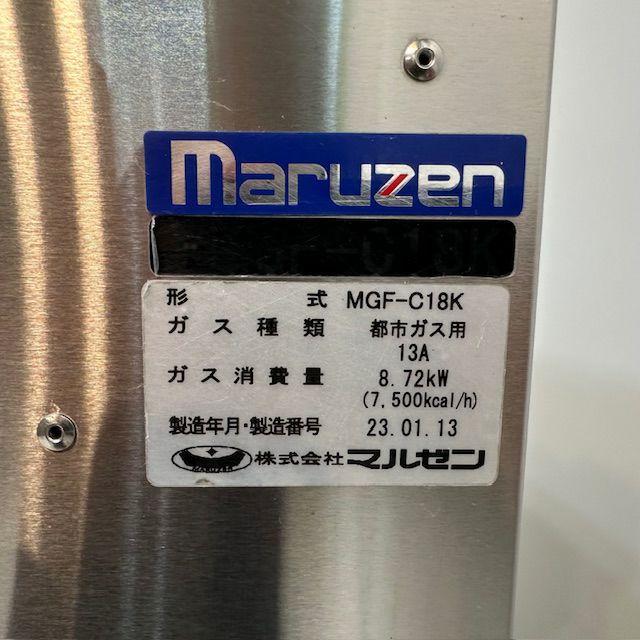 maruzen
形式 MGF-C18K
ガス種類 都市ガス用
13A
ガス消費量 8.72kW
(7,500kcal/h)
製造年月・製造番号 23.01.13
MARUZEN 株式会社マルゼン